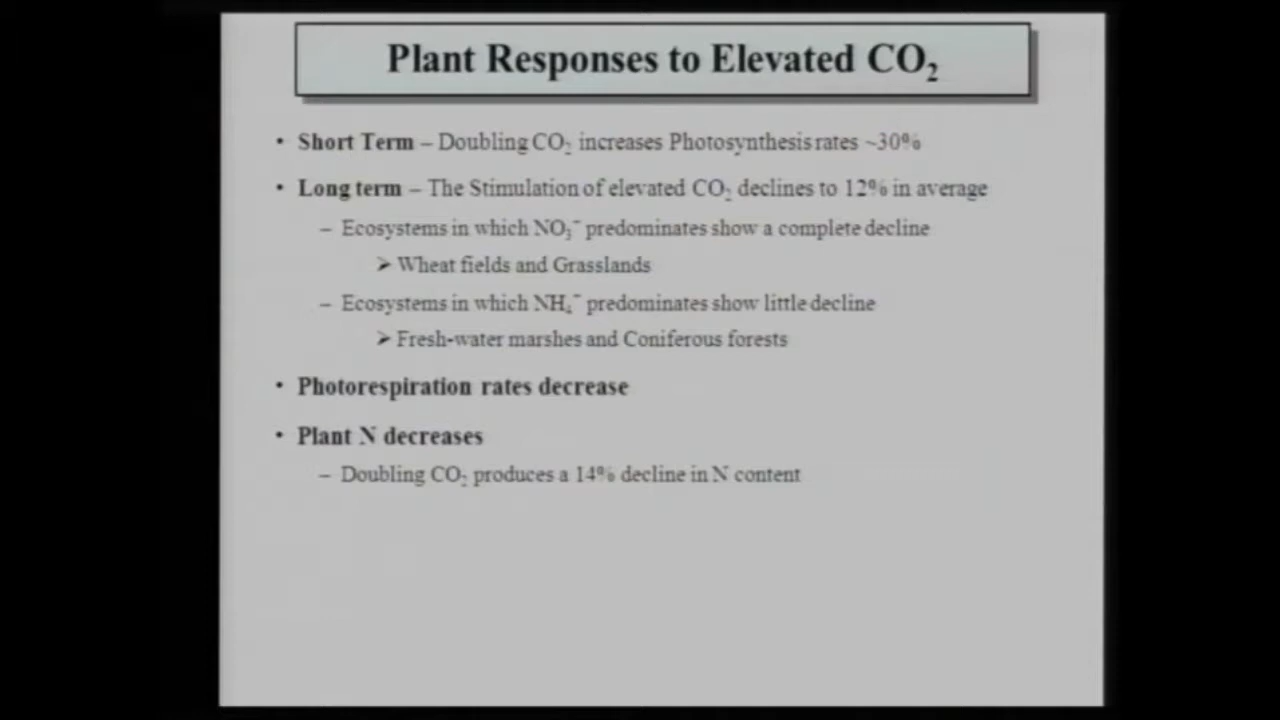 Plant Responses to Elevated CO₂
• Short Term – Doubling CO₂ increases Photosynthesis rates ~30%
• Long term – The Stimulation of elevated CO₂ declines to 12% in average
– Ecosystems in which NO₃⁻ predominates show a complete decline
➤ Wheat fields and Grasslands
– Ecosystems in which NH₄⁻ predominates show little decline
➤ Fresh-water marshes and Coniferous forests
• Photorespiration rates decrease
• Plant N decreases
– Doubling CO₂ produces a 14% decline in N content